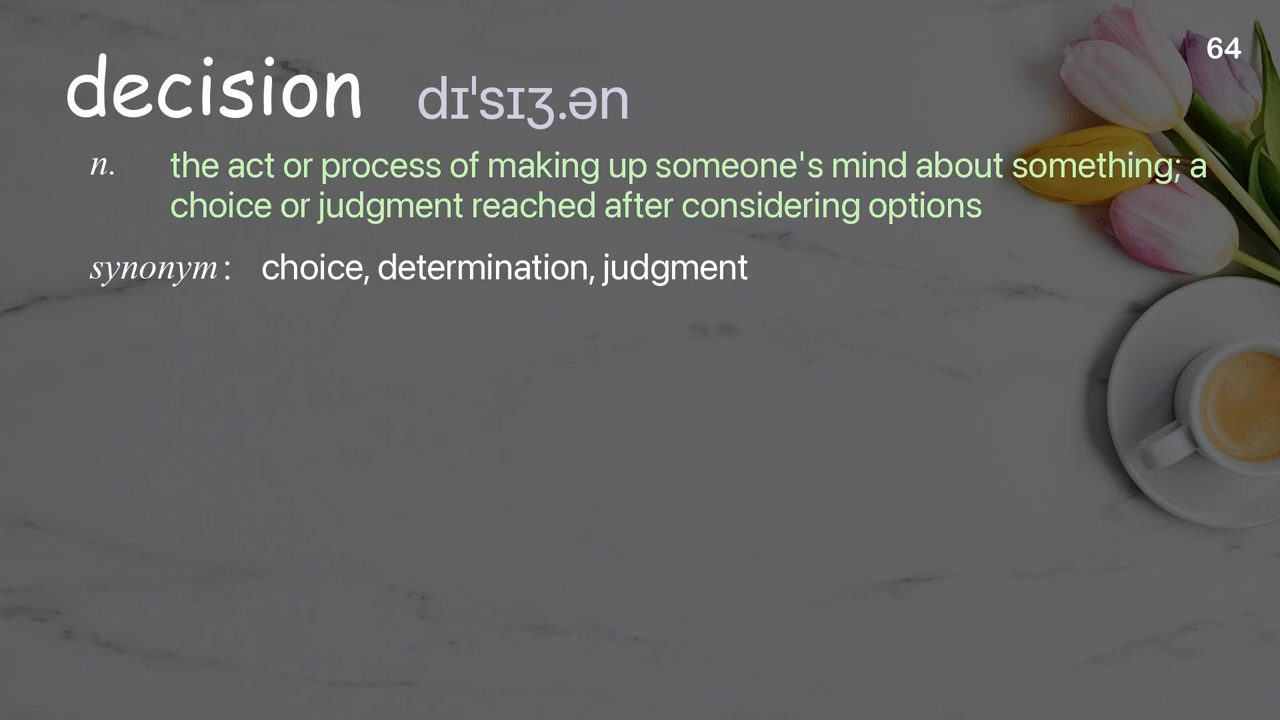 64
decision dɪˈsɪʒ.ən
n. the act or process of making up someone's mind about something; a
choice or judgment reached after considering options
synonym: choice, determination, judgment